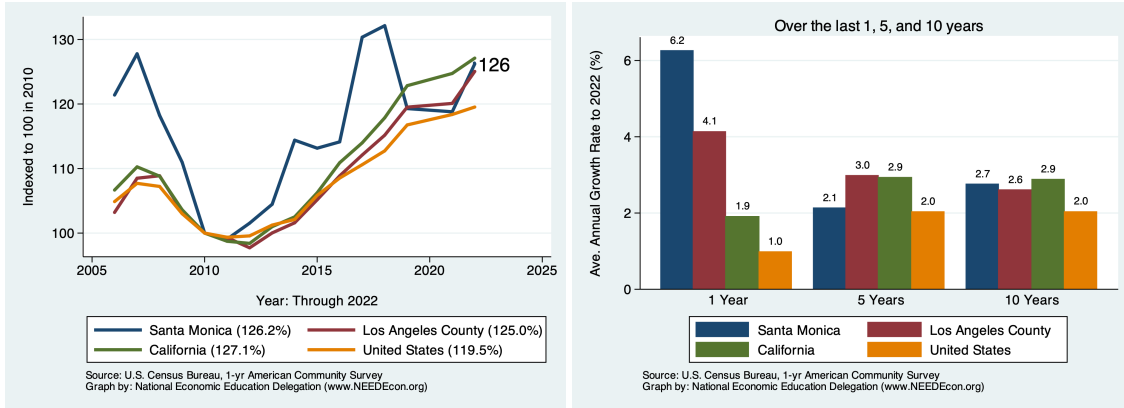 130
120
110
100
Indexed to 100 in 2010
126
2005
2010
2015
2020
2025
Year: Through 2022
Santa Monica (126.2%)
Los Angeles County (125.0%)
California (127.1%)
United States (119.5%)
Source: U.S. Census Bureau, 1-yr American Community Survey
Graph by: National Economic Education Delegation (www.NEEDEcon.org)
Over the last 1, 5, and 10 years
6
4
2
0
Ave. Annual Growth Rate to 2022 (%)
6.2
4.1
1.9
1.0
2.1
3.0
2.9
2.0
2.7
2.6
2.9
2.0
1 Year
5 Years
10 Years
Santa Monica
Los Angeles County
California
United States
Source: U.S. Census Bureau, 1-yr American Community Survey
Graph by: National Economic Education Delegation (www.NEEDEcon.org)